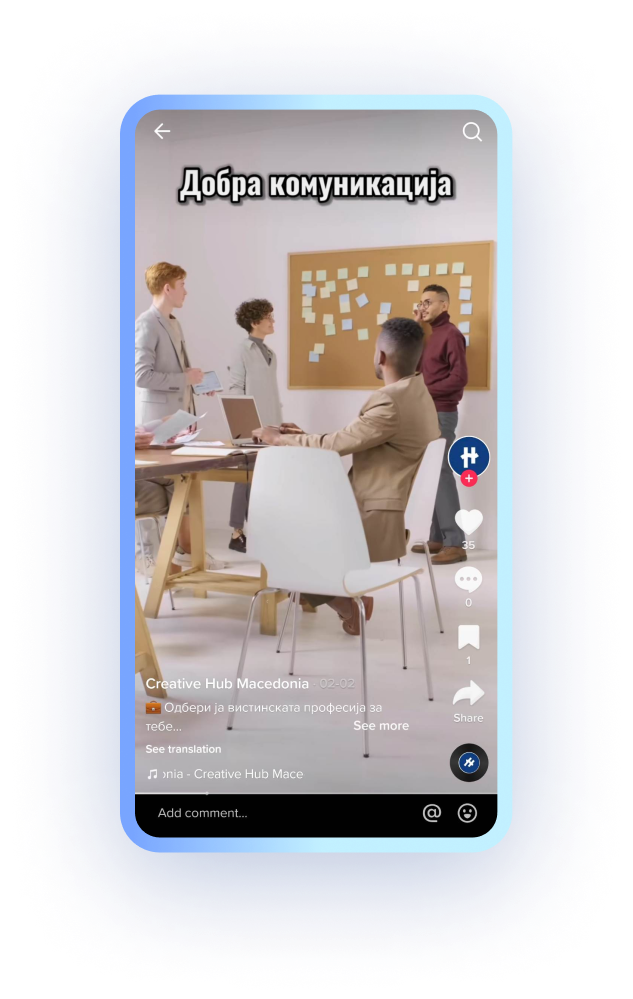 Добра комуникација
35
0
1
Creative Hub Macedonia · 02-02
💼 Одбери ја вистинската професија за
тебе... See more
Share
See translation
onia - Creative Hub Mace
Add comment...